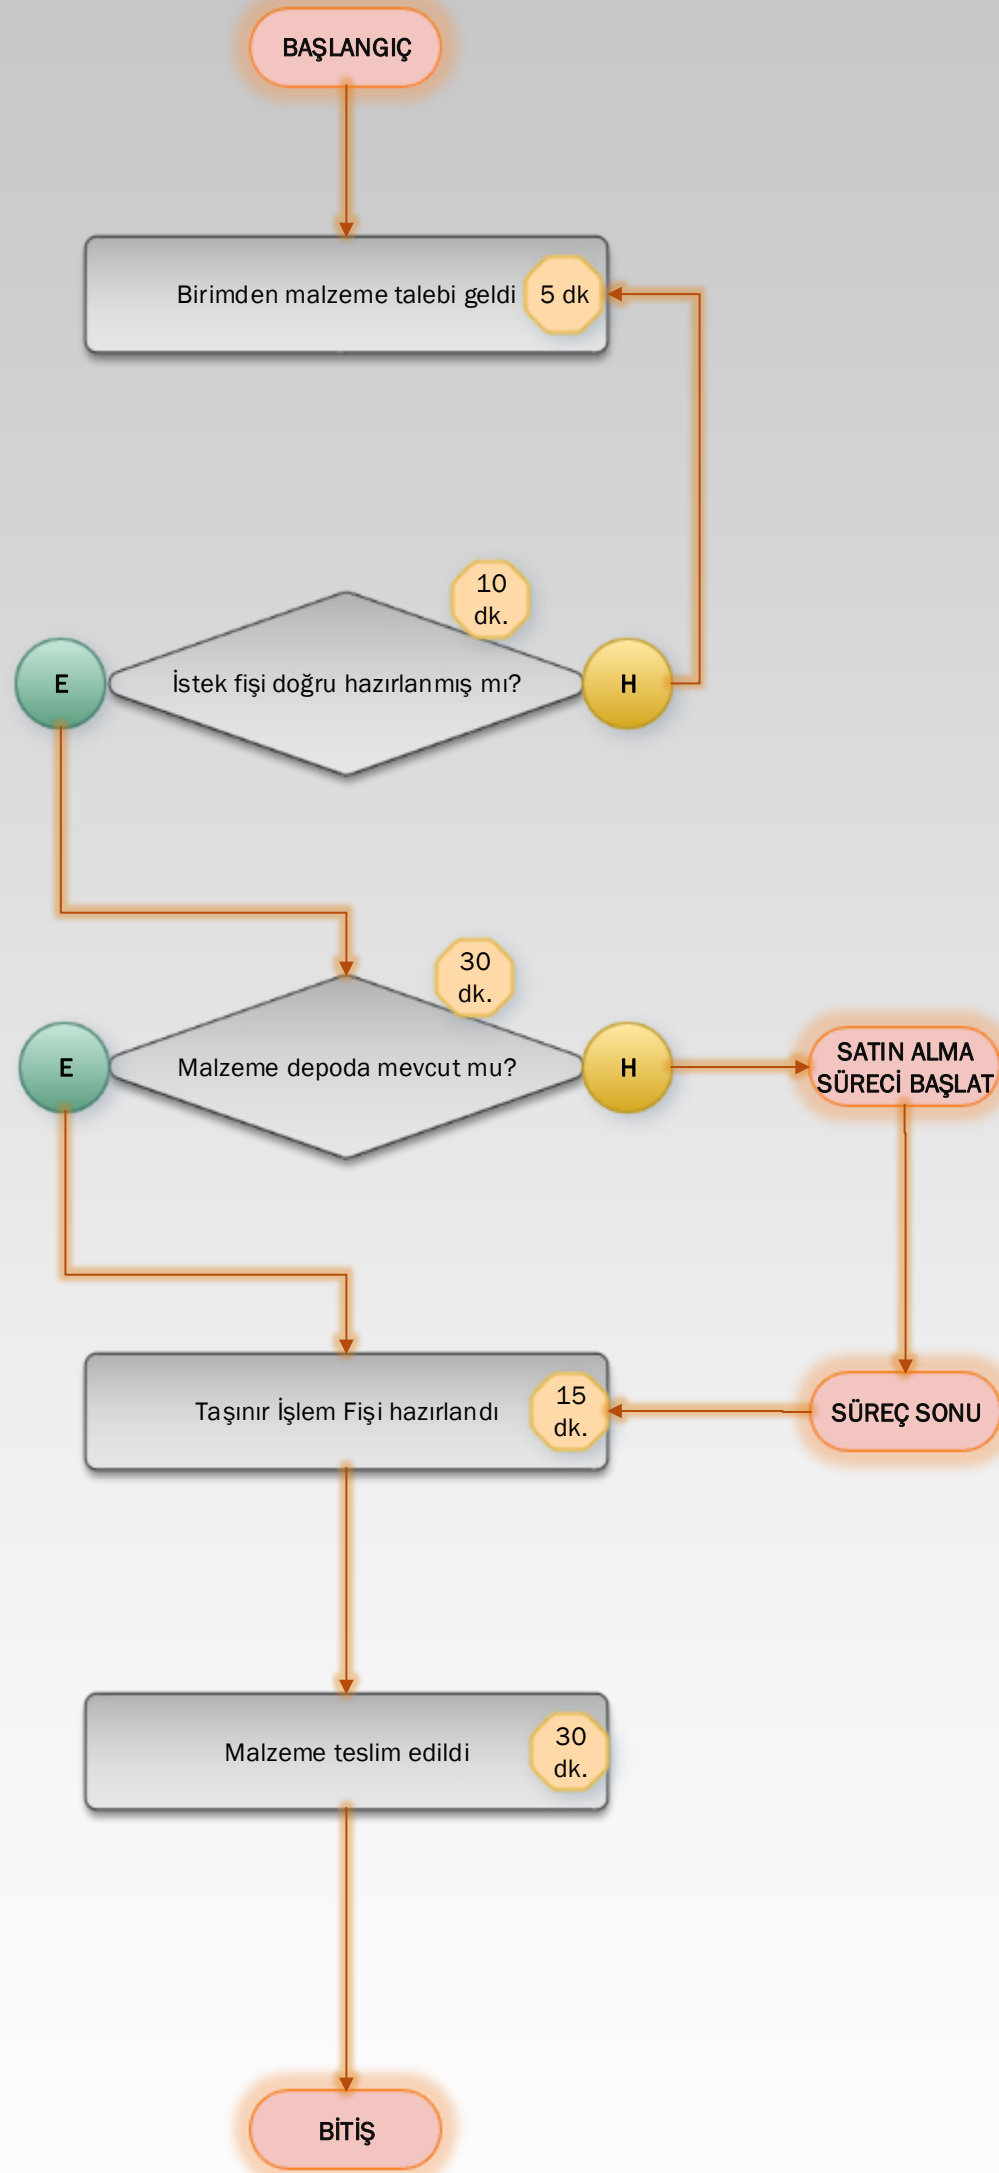 BAŞLANGIÇ
Birimden malzeme talebi geldi
5 dk
10
dk.
E
İstek fişi doğru hazırlanmış mı?
H
30
dk.
E
Malzeme depoda mevcut mu?
H
SATIN ALMA
SÜRECİ BAŞLAT
Taşınır İşlem Fişi hazırlandı
15
dk.
SÜREÇ SONU
Malzeme teslim edildi
30
dk.
BİTİŞ